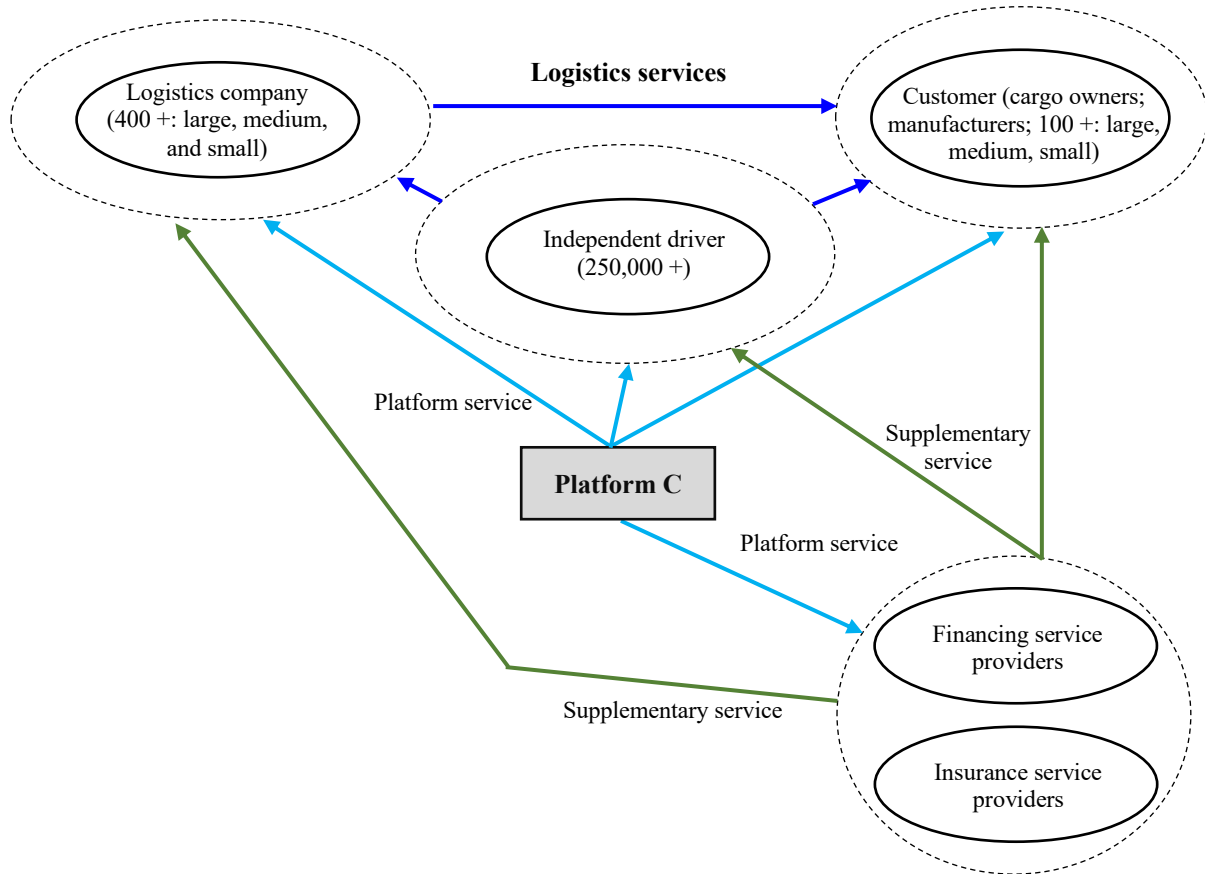 Logistics services
Logistics company
(400 +: large, medium,
and small)
Customer (cargo owners;
manufacturers; 100 +: large,
medium, small)
Independent driver
(250,000 +)
Platform service
Supplementary
service
Platform C
Platform service
Financing service
providers
Supplementary service
Insurance service
providers